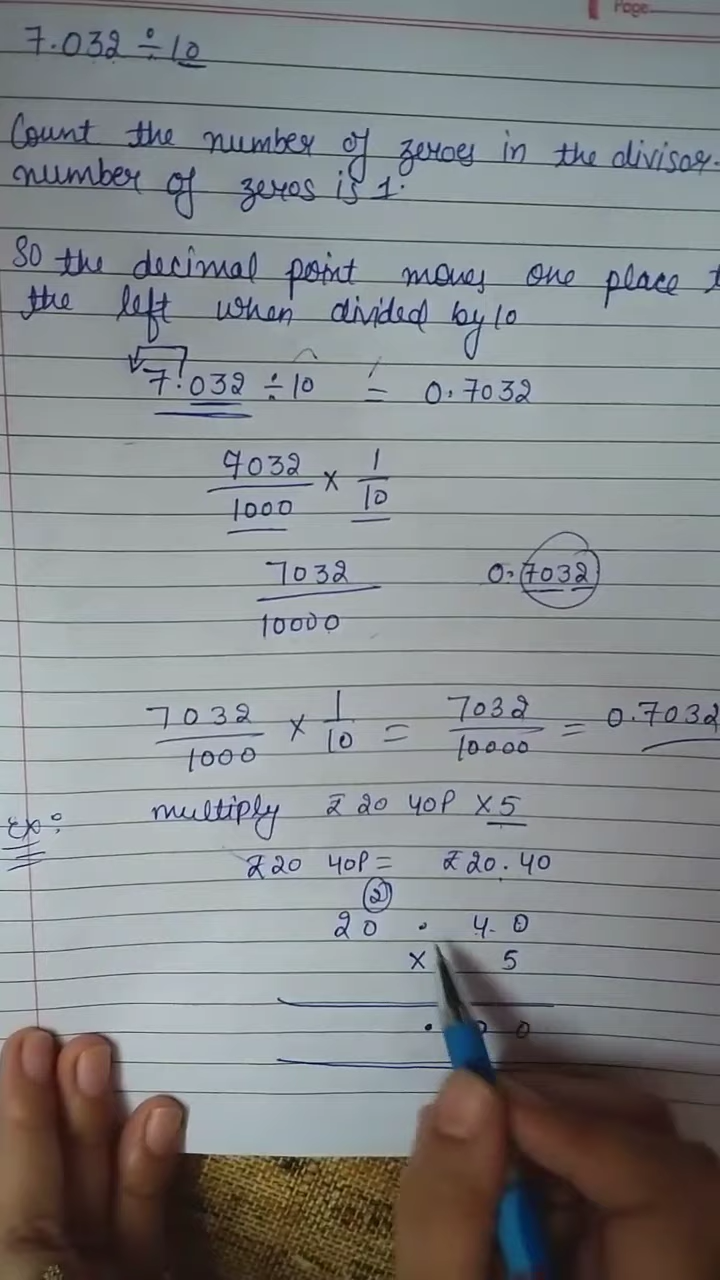 Page
7.032 ÷ 10
Count the number of zeroes in the divisor.
number of zeros is 1.
So the decimal point moves one place
the left when divided by 10
7.032 ÷ 10 = 0.7032
7032/1000 × 1/10
7032/10000 0.7032
7032/1000 × 1/10 = 7032/10000 = 0.7032
Ex: multiply ₹20 40P × 5
₹20 40P = ₹20.40
2
20 . 40
× 5
. 00